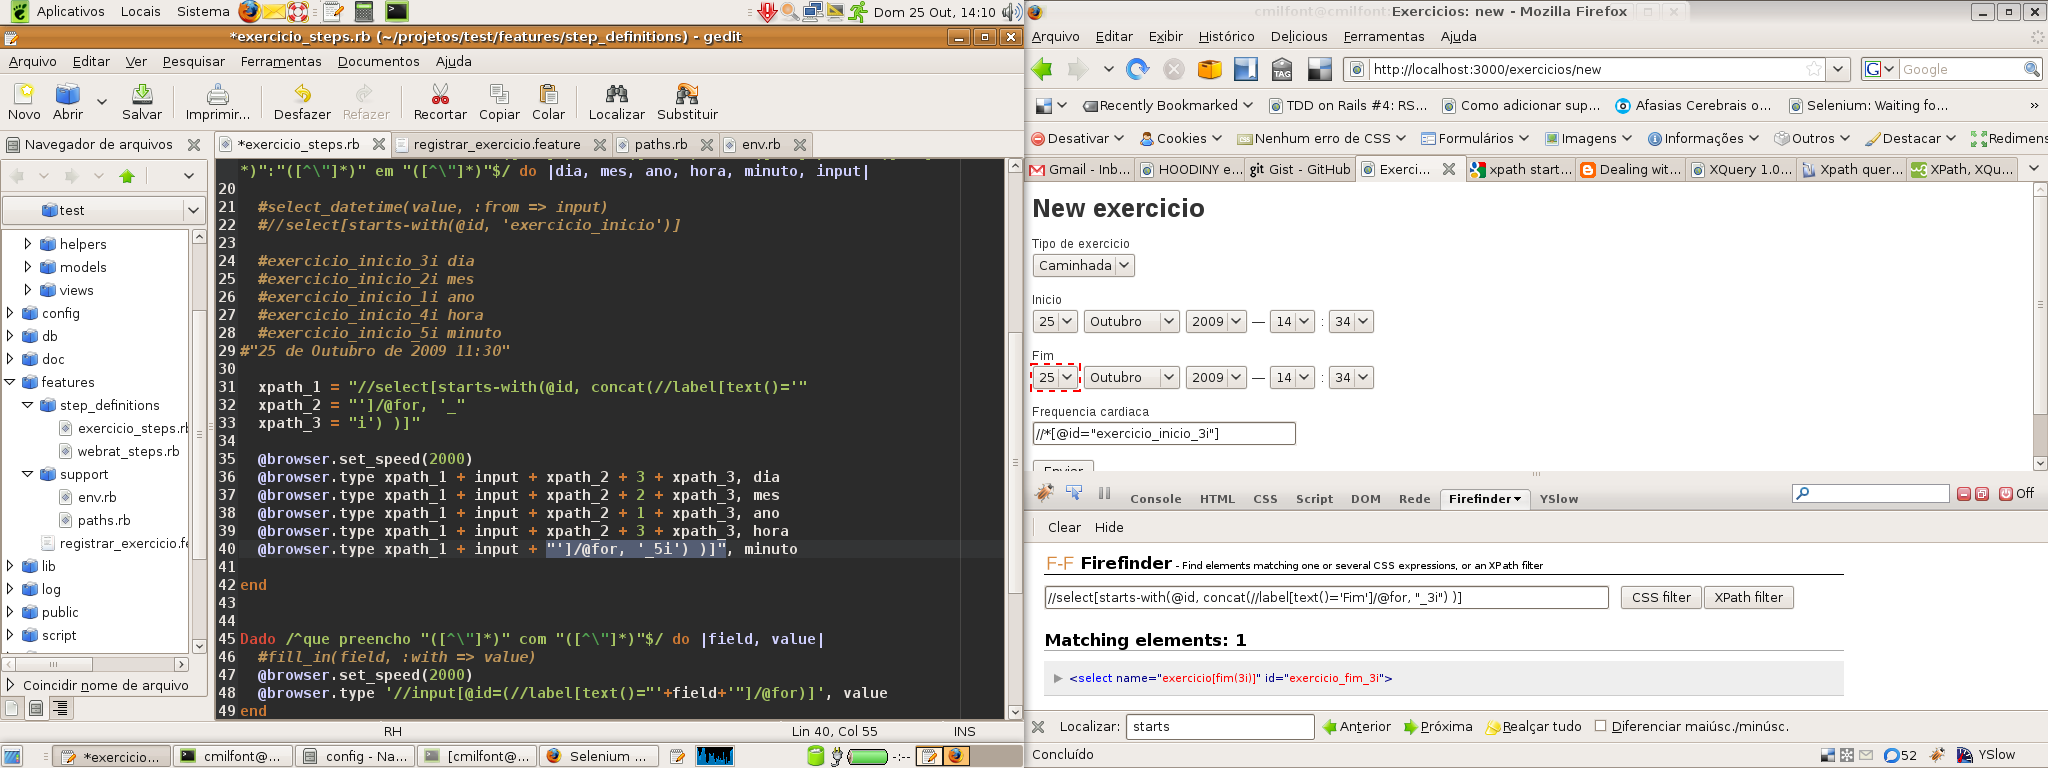 Aplicativos Locais Sistema Dom 25 Out, 14:10
*exercicio_steps.rb (~/projetos/test/features/step_definitions) - gedit
Arquivo Editar Ver Pesquisar Ferramentas Documentos Ajuda
Novo Abrir Salvar Imprimir... Desfazer Refazer Recortar Copiar Colar Localizar Substituir
Navegador de arquivos *exercicio_steps.rb registrar_exercicio.feature paths.rb env.rb
test
helpers
models
views
config
db
doc
features
step_definitions
exercicio_steps.rb
webrat_steps.rb
support
env.rb
paths.rb
registrar_exercicio.fe
lib
log
public
script
Coincidir nome de arquivo
*)":"([^\"]*)" em "([^\"]*)"$/ do |dia, mes, ano, hora, minuto, input|
20
21 #select_datetime(value, :from => input)
22 #//select[starts-with(@id, 'exercicio_inicio')]
23
24 #exercicio_inicio_3i dia
25 #exercicio_inicio_2i mes
26 #exercicio_inicio_1i ano
27 #exercicio_inicio_4i hora
28 #exercicio_inicio_5i minuto
29 #"25 de Outubro de 2009 11:30"
30
31 xpath_1 = "//select[starts-with(@id, concat(//label[text()='"
32 xpath_2 = "']/@for, '_"
33 xpath_3 = "i') )]"
34
35 @browser.set_speed(2000)
36 @browser.type xpath_1 + input + xpath_2 + 3 + xpath_3, dia
37 @browser.type xpath_1 + input + xpath_2 + 2 + xpath_3, mes
38 @browser.type xpath_1 + input + xpath_2 + 1 + xpath_3, ano
39 @browser.type xpath_1 + input + xpath_2 + 3 + xpath_3, hora
40 @browser.type xpath_1 + input + "']/@for, '_5i') )]", minuto
41
42 end
43
44
45 Dado /^que preencho "([^\"]*)" com "([^\"]*)"$/ do |field, value|
46 #fill_in(field, :with => value)
47 @browser.set_speed(2000)
48 @browser.type '//input[@id=(//label[text()="'+field+'"]/@for)]', value
49 end
RH Lin 40, Col 55 INS
*exercicio... cmilfont@... config - Na... [cmilfont@... Selenium ... -:--
cmilfont@cmilfont: Exercicios: new - Mozilla Firefox
Arquivo Editar Exibir Histórico Delicious Ferramentas Ajuda
TAG http://localhost:3000/exercicios/new G Google
Recently Bookmarked TDD on Rails #4: RS... Como adicionar sup... Afasias Cerebrais o... Selenium: Waiting fo... »
Desativar Cookies Nenhum erro de CSS Formulários Imagens Informações Outros Destacar Redimens
Gmail - Inb... HOODINY e... git Gist - GitHub Exerci... xpath start... Dealing wit... XQuery 1.0... Xpath quer... XPath, XQu...
New exercicio
Tipo de exercicio
Caminhada
Inicio
25 Outubro 2009 — 14 : 34
Fim
25 Outubro 2009 — 14 : 34
Frequencia cardiaca
//*[@id="exercicio_inicio_3i"]
Enviar
Console HTML CSS Script DOM Rede Firefinder YSlow Off
Clear Hide
F-F Firefinder - Find elements matching one or several CSS expressions, or an XPath filter
//select[starts-with(@id, concat(//label[text()='Fim']/@for, "_3i") )] CSS filter XPath filter
Matching elements: 1
<select name="exercicio[fim(3i)]" id="exercicio_fim_3i">
Localizar: starts Anterior Próxima Realçar tudo Diferenciar maiúsc./minúsc.
Concluído 52 YSlow